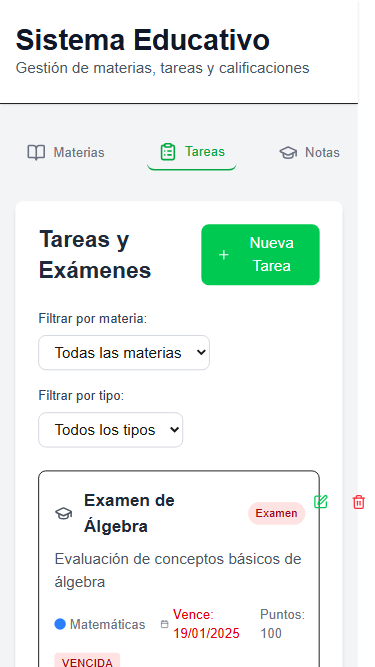 Sistema Educativo
Gestión de materias, tareas y calificaciones
Materias
Tareas
Notas
Tareas y
Exámenes
Nueva
Tarea
Filtrar por materia:
Todas las materias
Filtrar por tipo:
Todos los tipos
Examen de
Álgebra
Examen
Evaluación de conceptos básicos de
álgebra
Matemáticas
Vence:
19/01/2025
Puntos:
100
VENCIDA